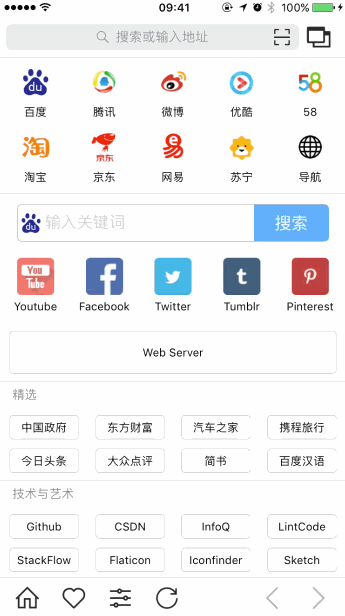 09:41
100%
搜索或输入地址
58
百度 腾讯 微博 优酷 58
淘宝 京东 网易 苏宁 导航
du 输入关键词 搜索
You Tube
Youtube Facebook Twitter Tumblr Pinterest
Web Server
精选
中国政府 东方财富 汽车之家 携程旅行
今日头条 大众点评 简书 百度汉语
技术与艺术
Github CSDN InfoQ LintCode
StackFlow Flaticon Iconfinder Sketch